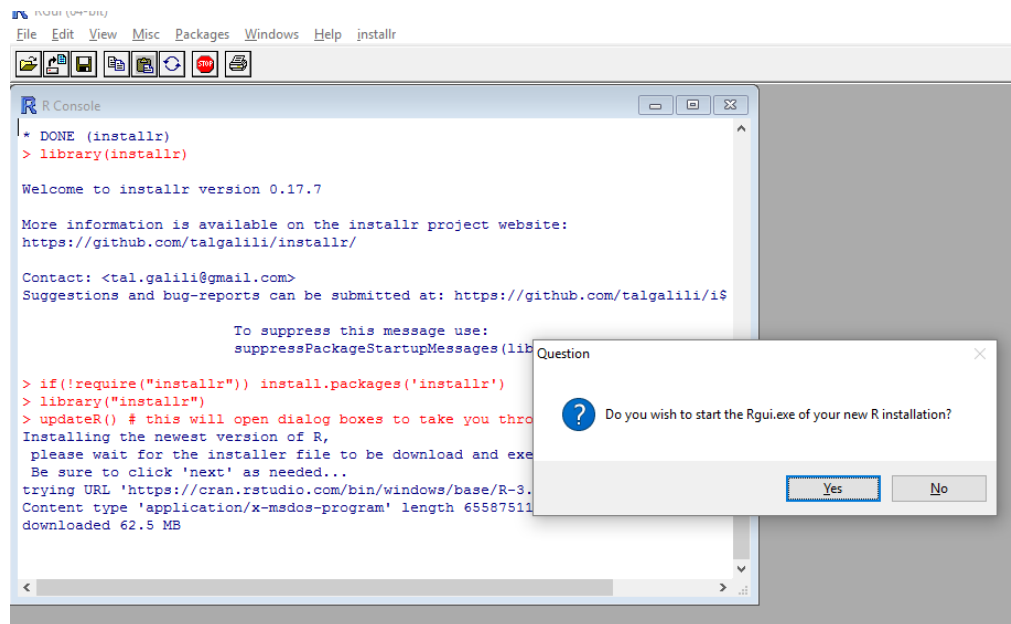 RGui (64-bit)
File Edit View Misc Packages Windows Help installr
STOP
R Console
* DONE (installr)
> library(installr)
Welcome to installr version 0.17.7
More information is available on the installr project website:
https://github.com/talgalili/installr/
Contact: <tal.galili@gmail.com>
Suggestions and bug-reports can be submitted at: https://github.com/talgalili/i$
To suppress this message use:
suppressPackageStartupMessages(lib
> if(!require("installr")) install.packages('installr')
> library("installr")
> updateR() # this will open dialog boxes to take you thro
Installing the newest version of R,
please wait for the installer file to be download and exe
Be sure to click 'next' as needed...
trying URL 'https://cran.rstudio.com/bin/windows/base/R-3.
Content type 'application/x-msdos-program' length 65587511
downloaded 62.5 MB
Question
Do you wish to start the Rgui.exe of your new R installation?
Yes No